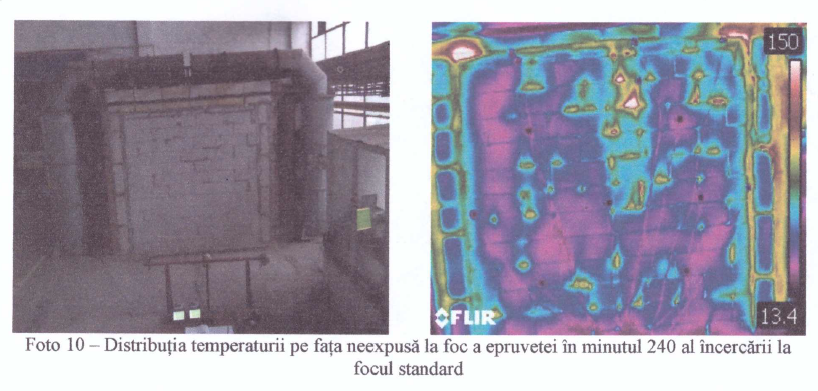 150
FLIR
13.4
Foto 10 – Distribuția temperaturii pe fața neexpusă la foc a epruvetei în minutul 240 al încercării la
focul standard